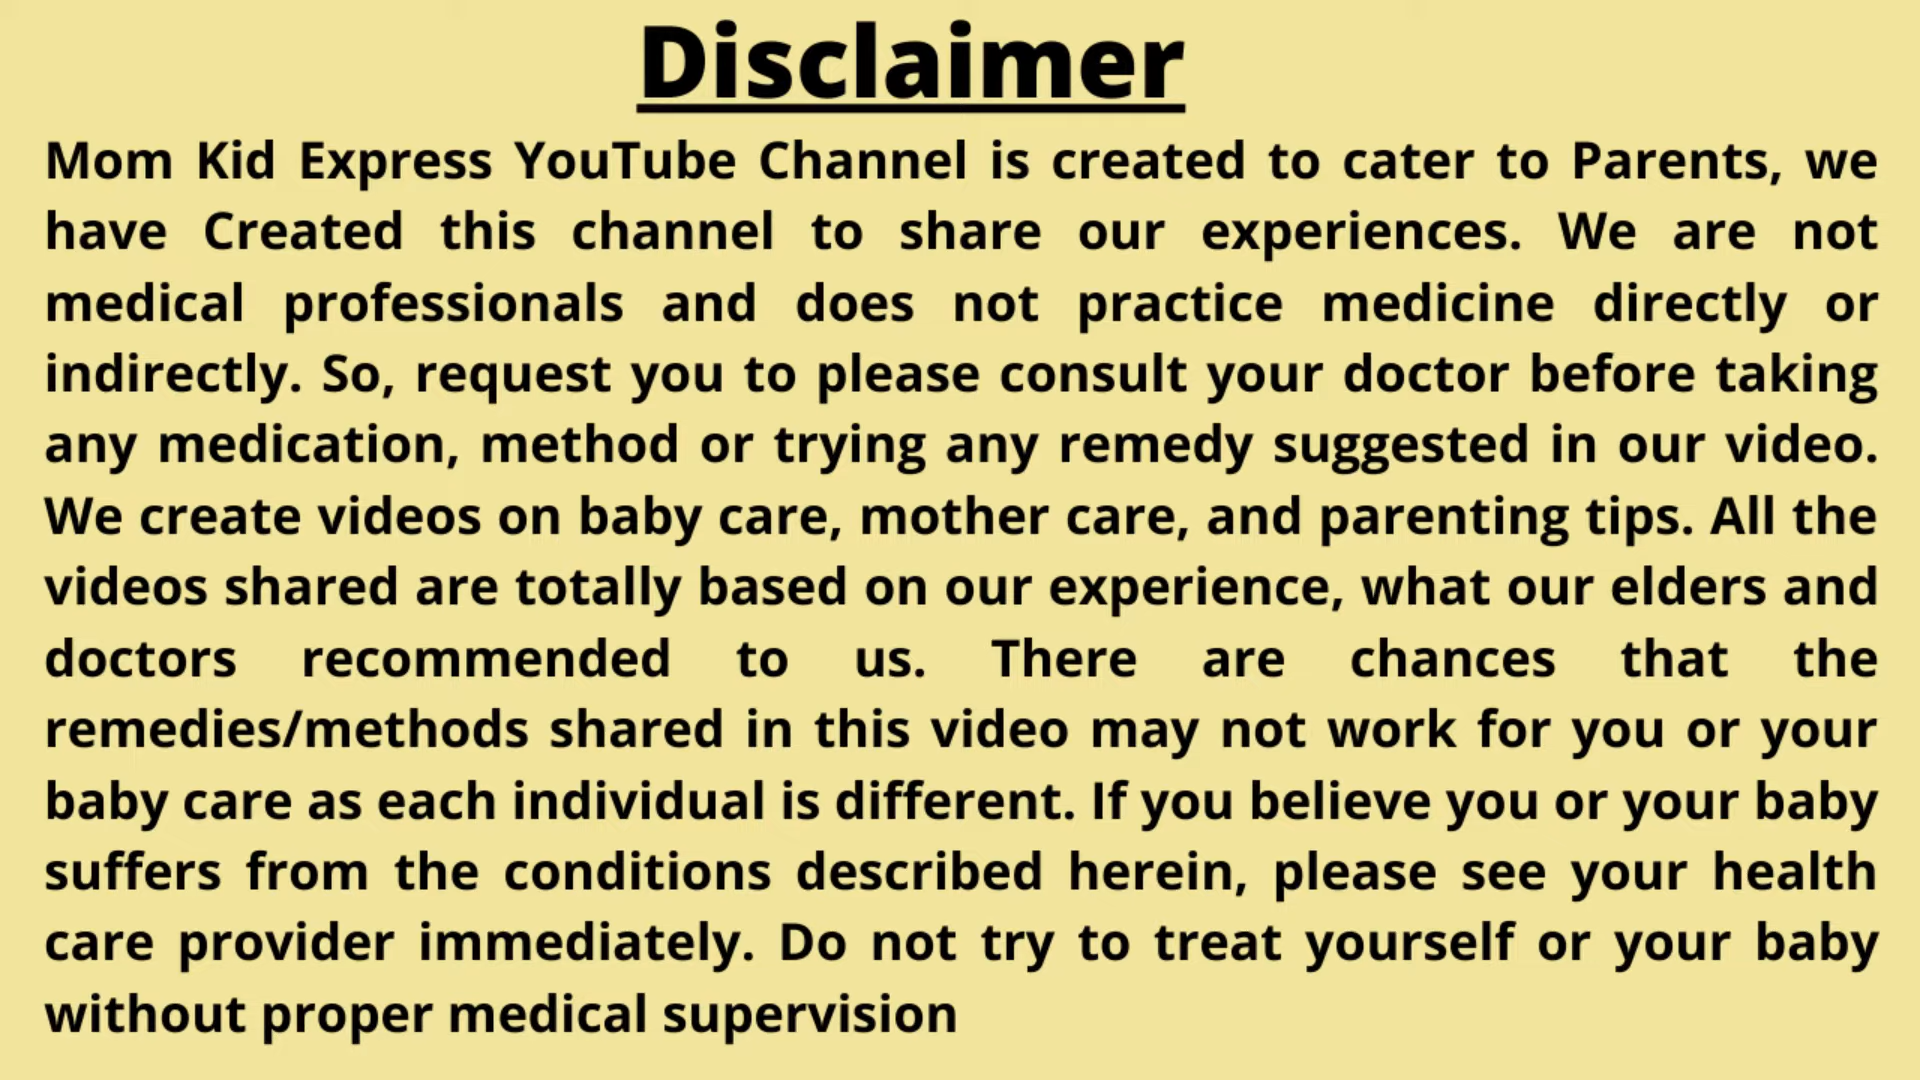 Disclaimer
Mom Kid Express YouTube Channel is created to cater to Parents, we
have Created this channel to share our experiences. We are not
medical professionals and does not practice medicine directly or
indirectly. So, request you to please consult your doctor before taking
any medication, method or trying any remedy suggested in our video.
We create videos on baby care, mother care, and parenting tips. All the
videos shared are totally based on our experience, what our elders and
doctors recommended to us. There are chances that the
remedies/methods shared in this video may not work for you or your
baby care as each individual is different. If you believe you or your baby
suffers from the conditions described herein, please see your health
care provider immediately. Do not try to treat yourself or your baby
without proper medical supervision